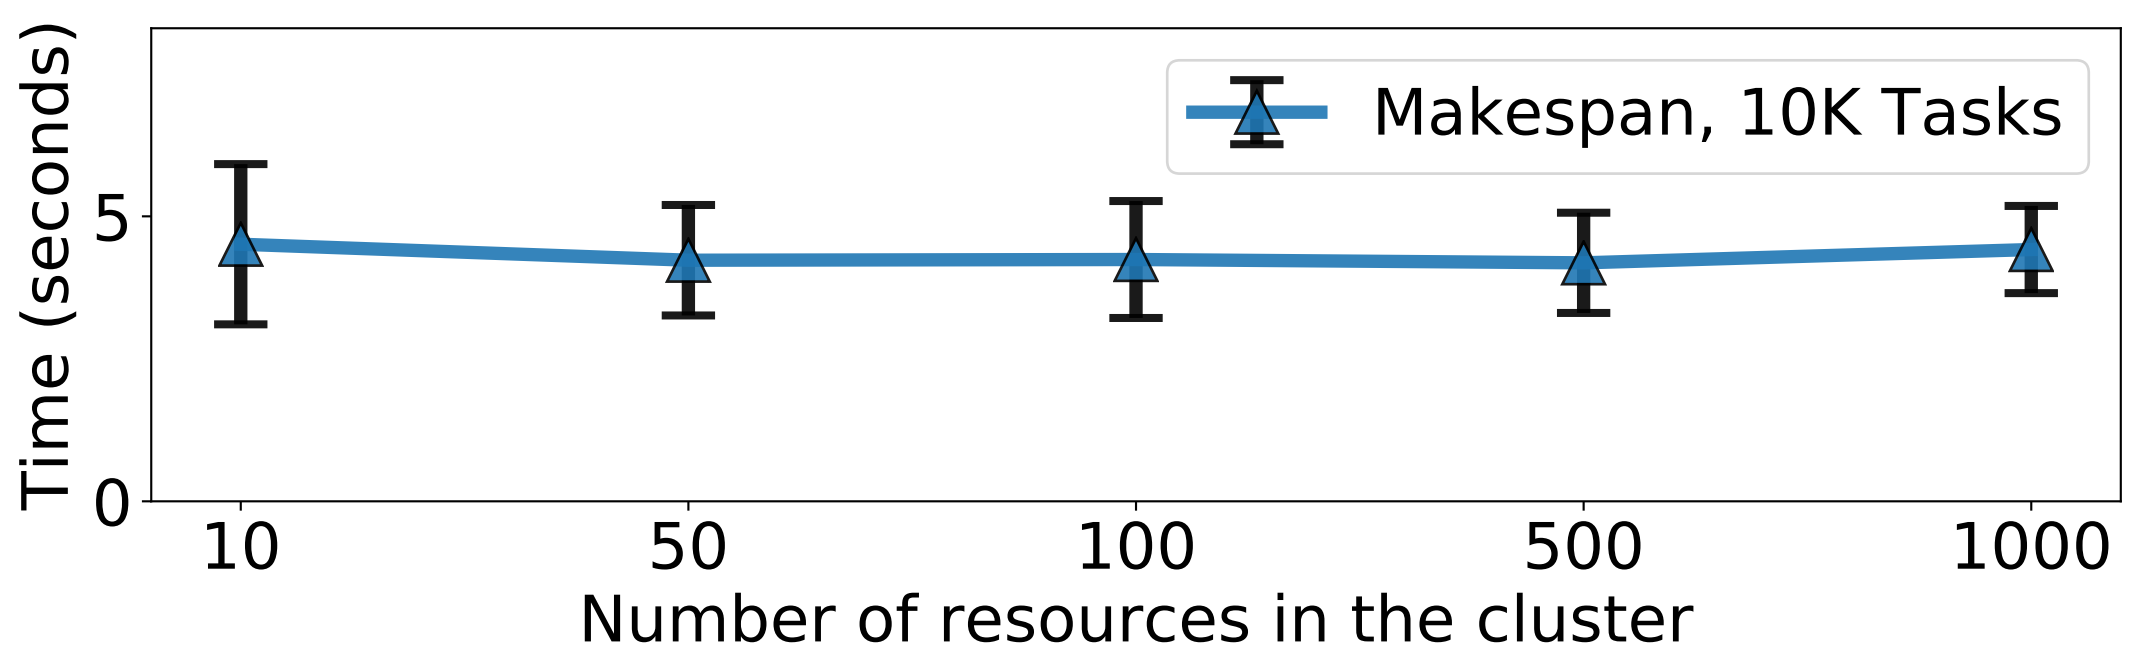 Time (seconds)
5
0
Makespan, 10K Tasks
10 50 100 500 1000
Number of resources in the cluster